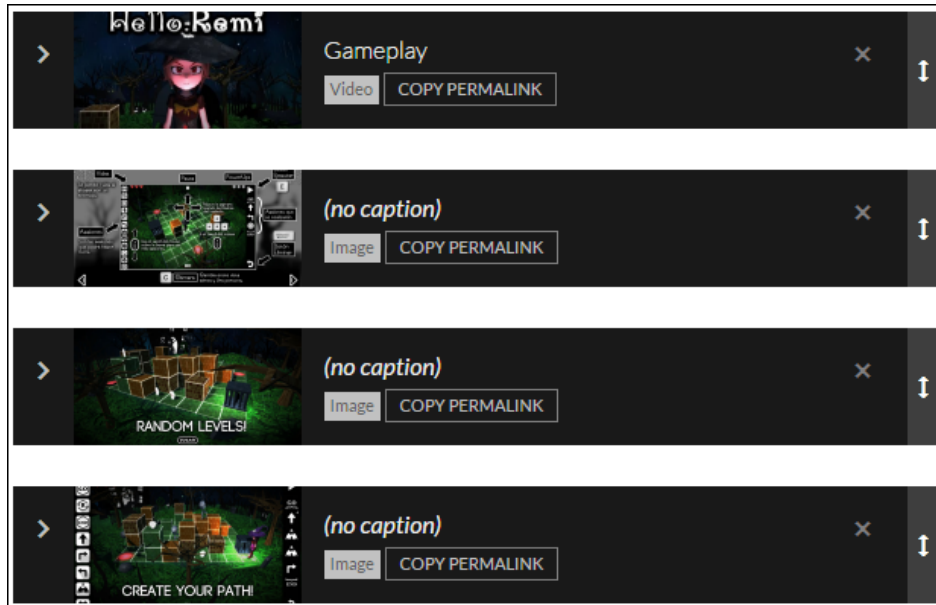 Hello, Remi
Gameplay
Video COPY PERMALINK
Pausa
(no caption)
Image COPY PERMALINK
(no caption)
Image COPY PERMALINK
RANDOM LEVELS!
(no caption)
Image COPY PERMALINK
CREATE YOUR PATH!